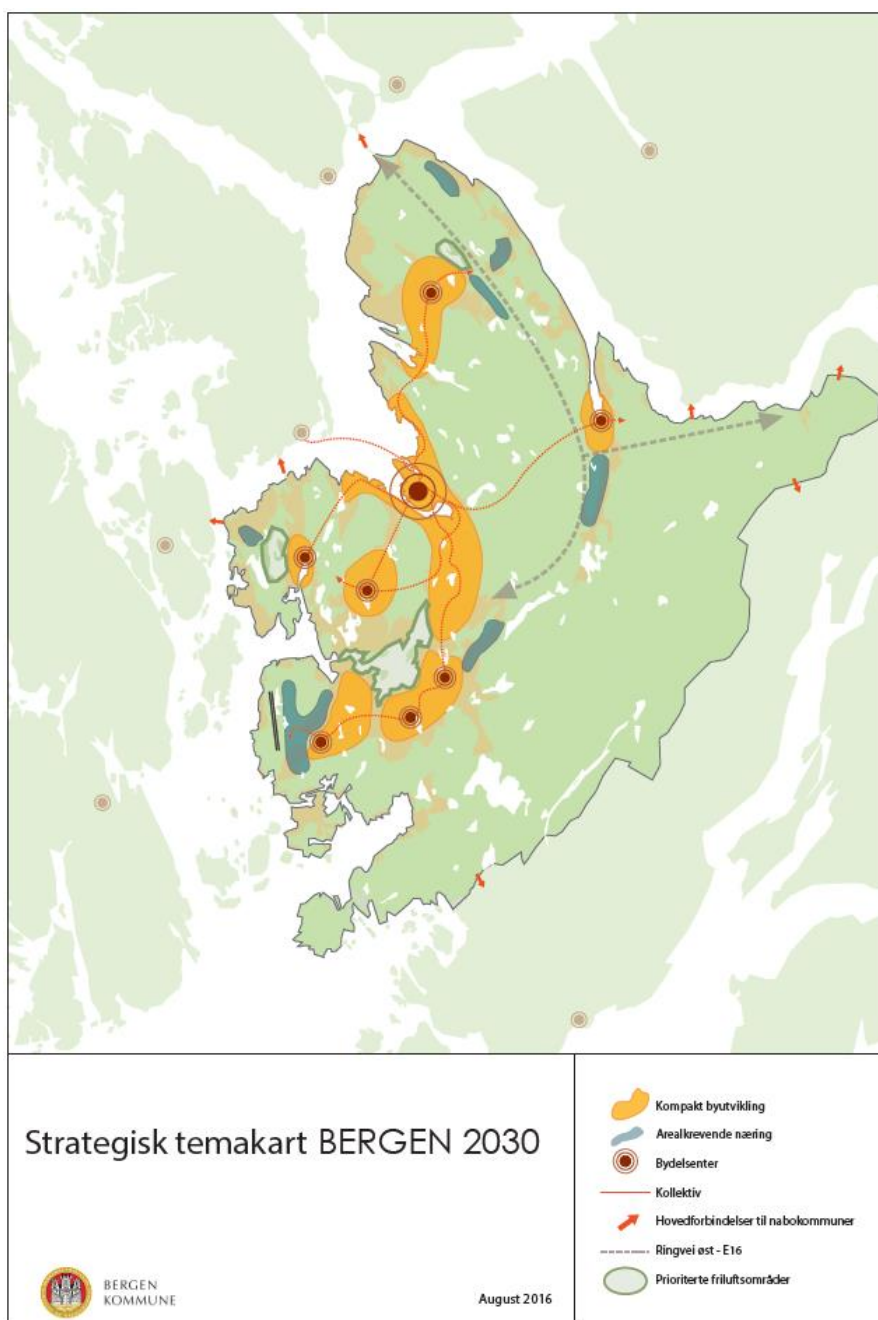 Strategisk temakart BERGEN 2030
BERGEN
KOMMUNE
August 2016
Kompakt byutvikling
Arealkrevende næring
Bydelsenter
Kollektiv
Hovedforbindelser til nabokommuner
Ringvei øst - E16
Prioriterte friluftsområder